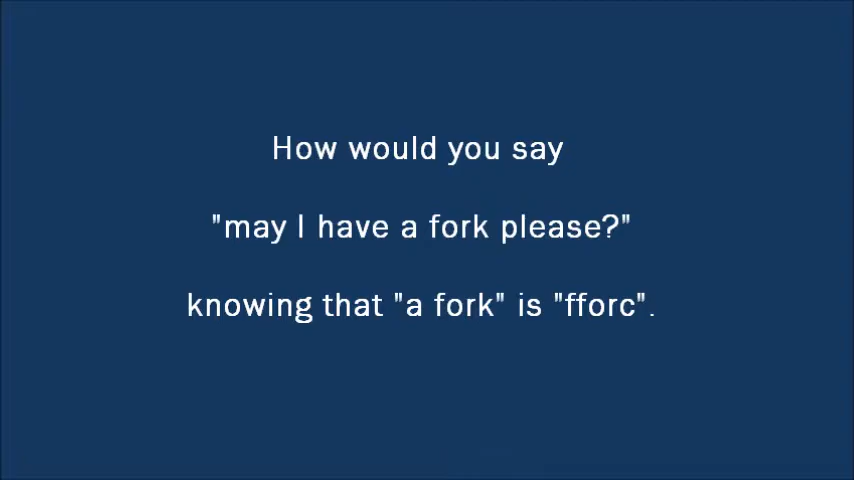 How would you say
"may I have a fork please?"
knowing that "a fork" is "fforc".